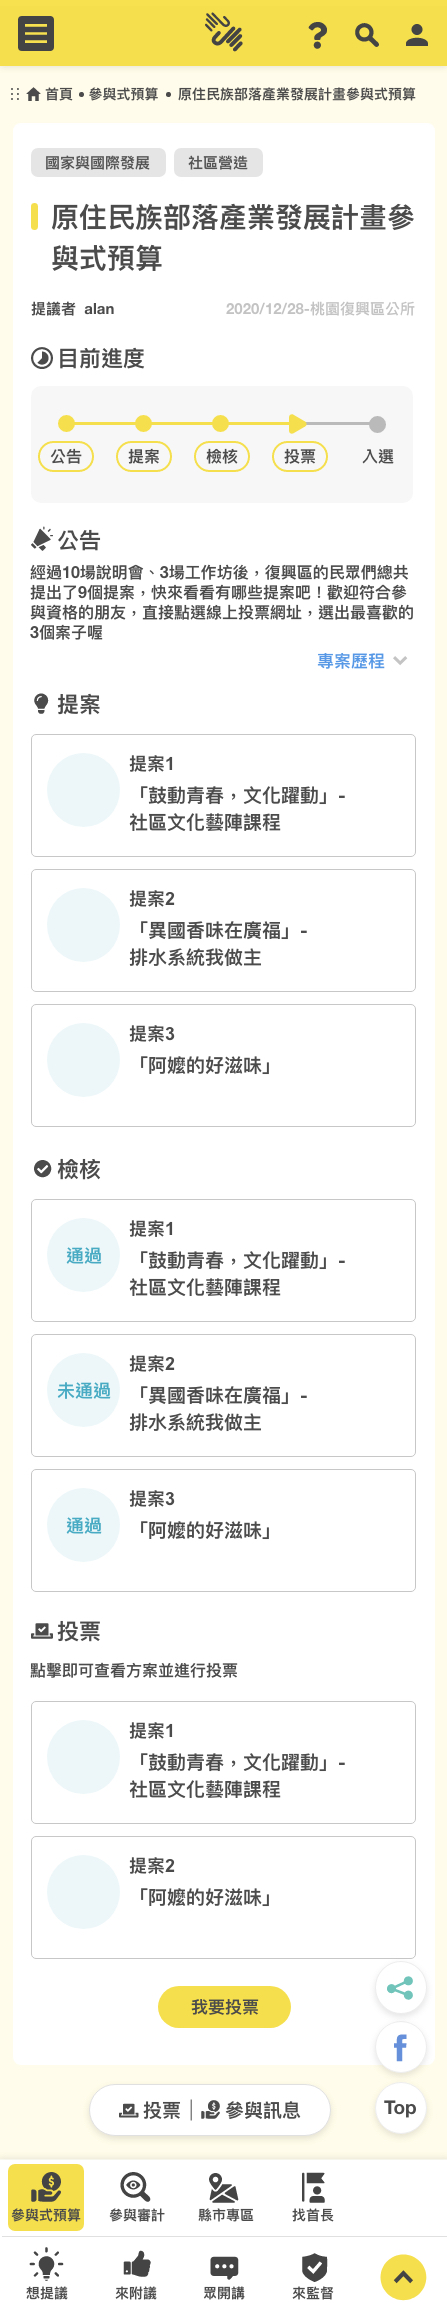 首頁 • 參與式預算 • 原住民族部落產業發展計畫參與式預算
國家與國際發展 社區營造
原住民族部落產業發展計畫參
與式預算
提議者 alan 2020/12/28-桃園復興區公所
目前進度
公告 提案 檢核 投票 入選
公告
經過10場說明會、3場工作坊後，復興區的民眾們總共
提出了9個提案，快來看看有哪些提案吧！歡迎符合參
與資格的朋友，直接點選線上投票網址，選出最喜歡的
3個案子喔
專案歷程
提案
提案1
「鼓動青春，文化躍動」-
社區文化藝陣課程
提案2
「異國香味在廣福」-
排水系統我做主
提案3
「阿嬤的好滋味」
檢核
通過
提案1
「鼓動青春，文化躍動」-
社區文化藝陣課程
未通過
提案2
「異國香味在廣福」-
排水系統我做主
通過
提案3
「阿嬤的好滋味」
投票
點擊即可查看方案並進行投票
提案1
「鼓動青春，文化躍動」-
社區文化藝陣課程
提案2
「阿嬤的好滋味」
我要投票
投票 | 參與訊息
Top
參與式預算 參與審計 縣市專區 找首長
想提議 來附議 眾開講 來監督